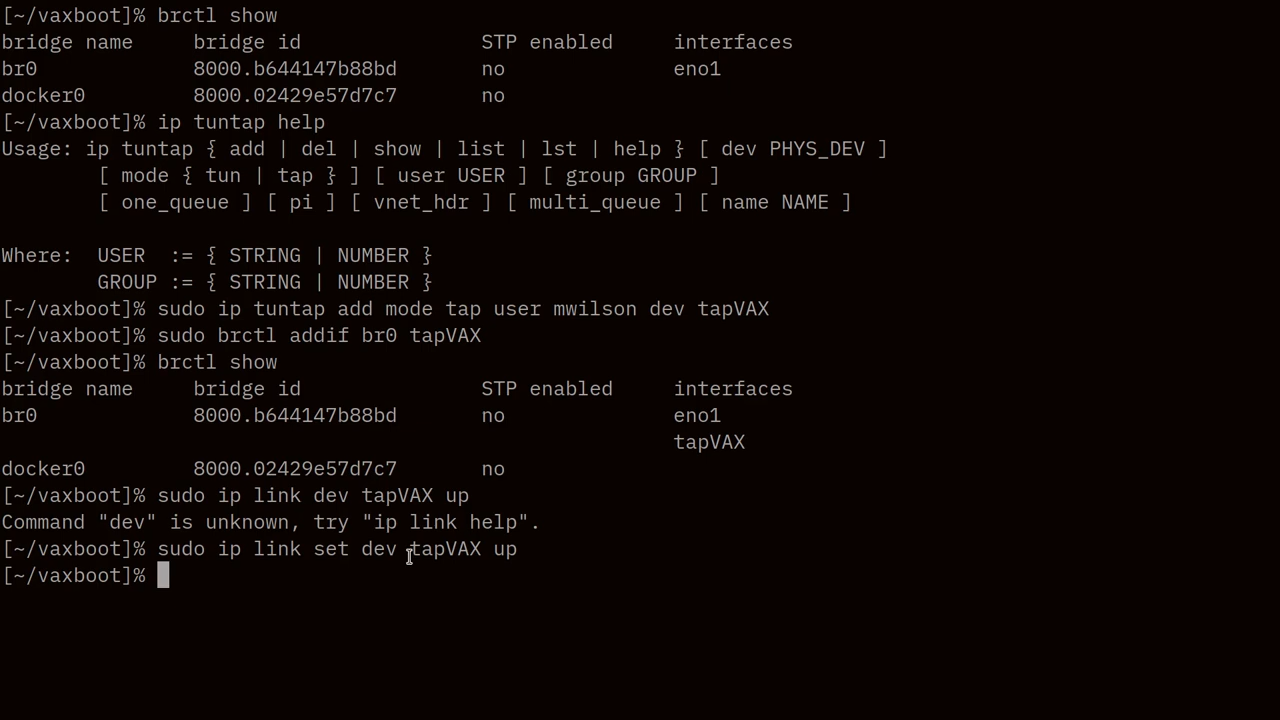 [~/vaxboot]% brctl show
bridge name     bridge id               STP enabled     interfaces
br0             8000.b644147b88bd       no              eno1
docker0         8000.02429e57d7c7       no
[~/vaxboot]% ip tuntap help
Usage: ip tuntap { add | del | show | list | lst | help } [ dev PHYS_DEV ]
        [ mode { tun | tap } ] [ user USER ] [ group GROUP ]
        [ one_queue ] [ pi ] [ vnet_hdr ] [ multi_queue ] [ name NAME ]

Where:  USER  := { STRING | NUMBER }
        GROUP := { STRING | NUMBER }
[~/vaxboot]% sudo ip tuntap add mode tap user mwilson dev tapVAX
[~/vaxboot]% sudo brctl addif br0 tapVAX
[~/vaxboot]% brctl show
bridge name     bridge id               STP enabled     interfaces
br0             8000.b644147b88bd       no              eno1
                                                        tapVAX
docker0         8000.02429e57d7c7       no
[~/vaxboot]% sudo ip link dev tapVAX up
Command "dev" is unknown, try "ip link help".
[~/vaxboot]% sudo ip link set dev tapVAX up
[~/vaxboot]%